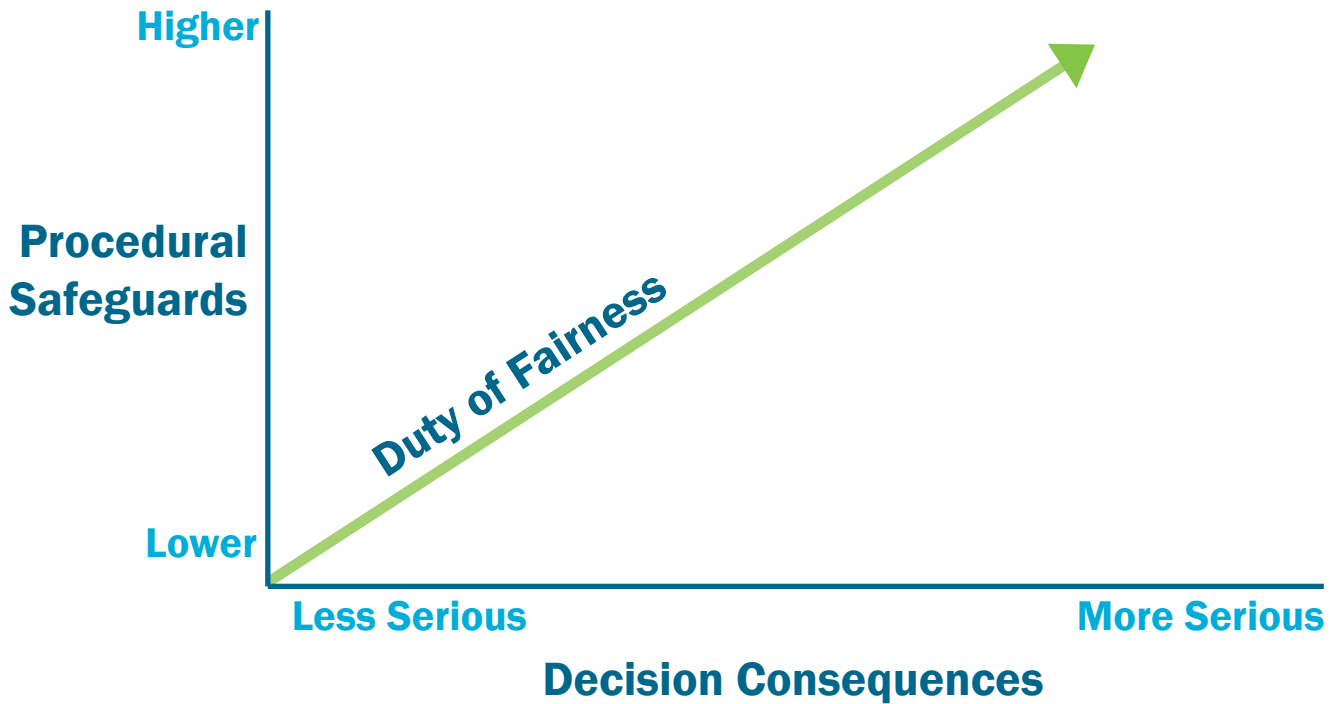 Higher
Procedural
Safeguards
Duty of Fairness
Lower
Less Serious
More Serious
Decision Consequences